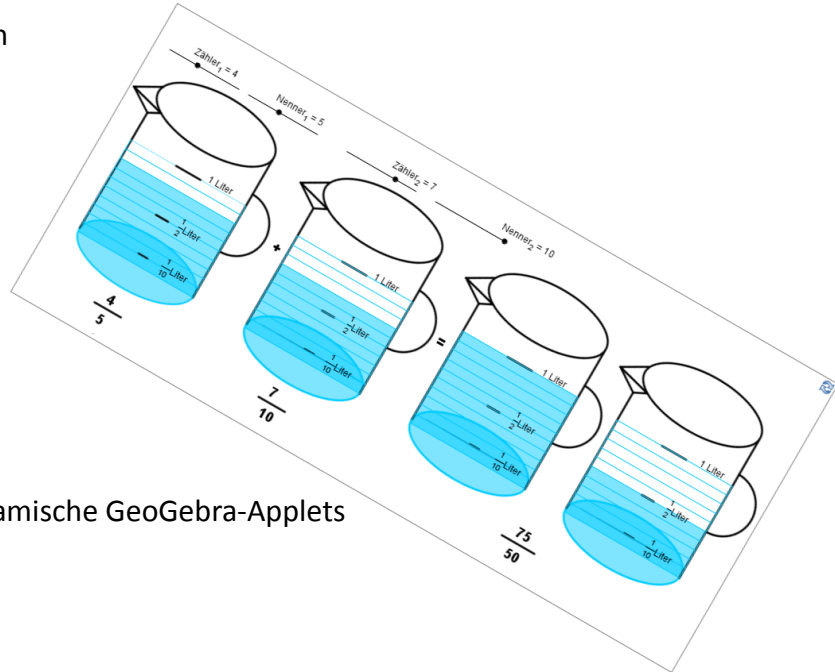 n
Zähler₁ = 4
Nenner₁ = 5
Zähler₂ = 7
Nenner₂ = 10
1 Liter
1/2 Liter
1/10 Liter
4/5
+
1 Liter
1/2 Liter
1/10 Liter
7/10
=
1 Liter
1/2 Liter
1/10 Liter
75/50
1 Liter
1/2 Liter
1/10 Liter
amische GeoGebra-Applets